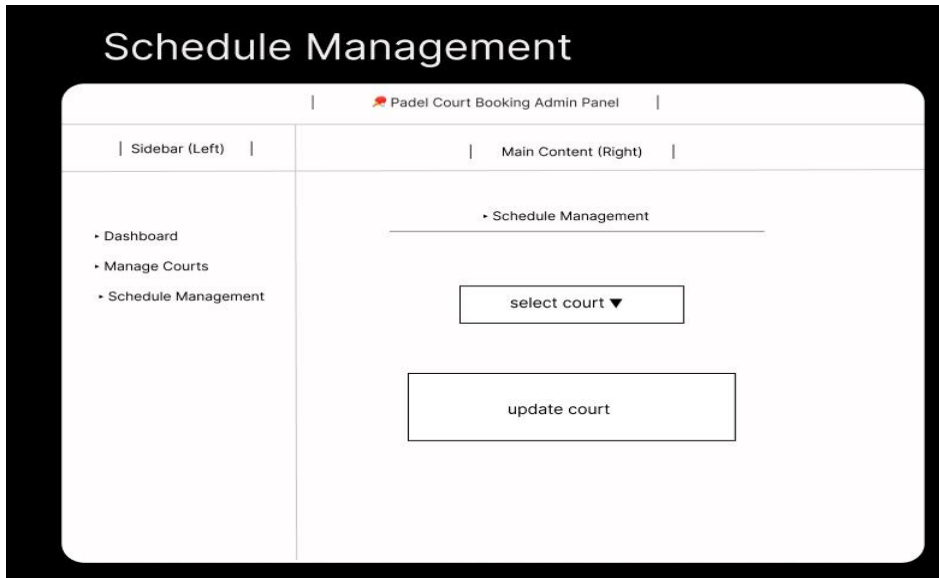 Schedule Management
| 🏓 Padel Court Booking Admin Panel |
| Sidebar (Left) |
| Main Content (Right) |
‣ Dashboard
‣ Manage Courts
‣ Schedule Management
‣ Schedule Management
select court ▼
update court